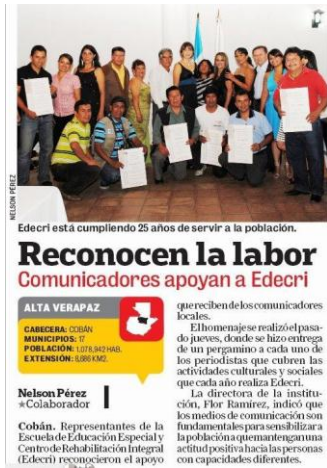 NELSON PÉREZ
Edecri está cumpliendo 25 años de servir a la población.
Reconocen la labor
Comunicadores apoyan a Edecri
ALTA VERAPAZ
CABECERA: COBÁN
MUNICIPIOS: 17
POBLACIÓN: 1,078,942 HAB.
EXTENSIÓN: 8,686 KM2.
Nelson Pérez
★Colaborador
Cobán. Representantes de la
Escuela de Educación Especial y
Centro de Rehabilitación Integral
(Edecri) reconocieron el apoyo
que reciben de los comunicadores
locales.
El homenaje se realizó el pasa-
do jueves, donde se hizo entrega
de un pergamino a cada uno de
los periodistas que cubren las
actividades culturales y sociales
que cada año realiza Edecri.
La directora de la institu-
ción, Flor Ramírez, indicó que
los medios de comunicación son
fundamentales para sensibilizar a
la población a que mantengan una
actitud positiva hacia las personas
con capacidades diferentes.